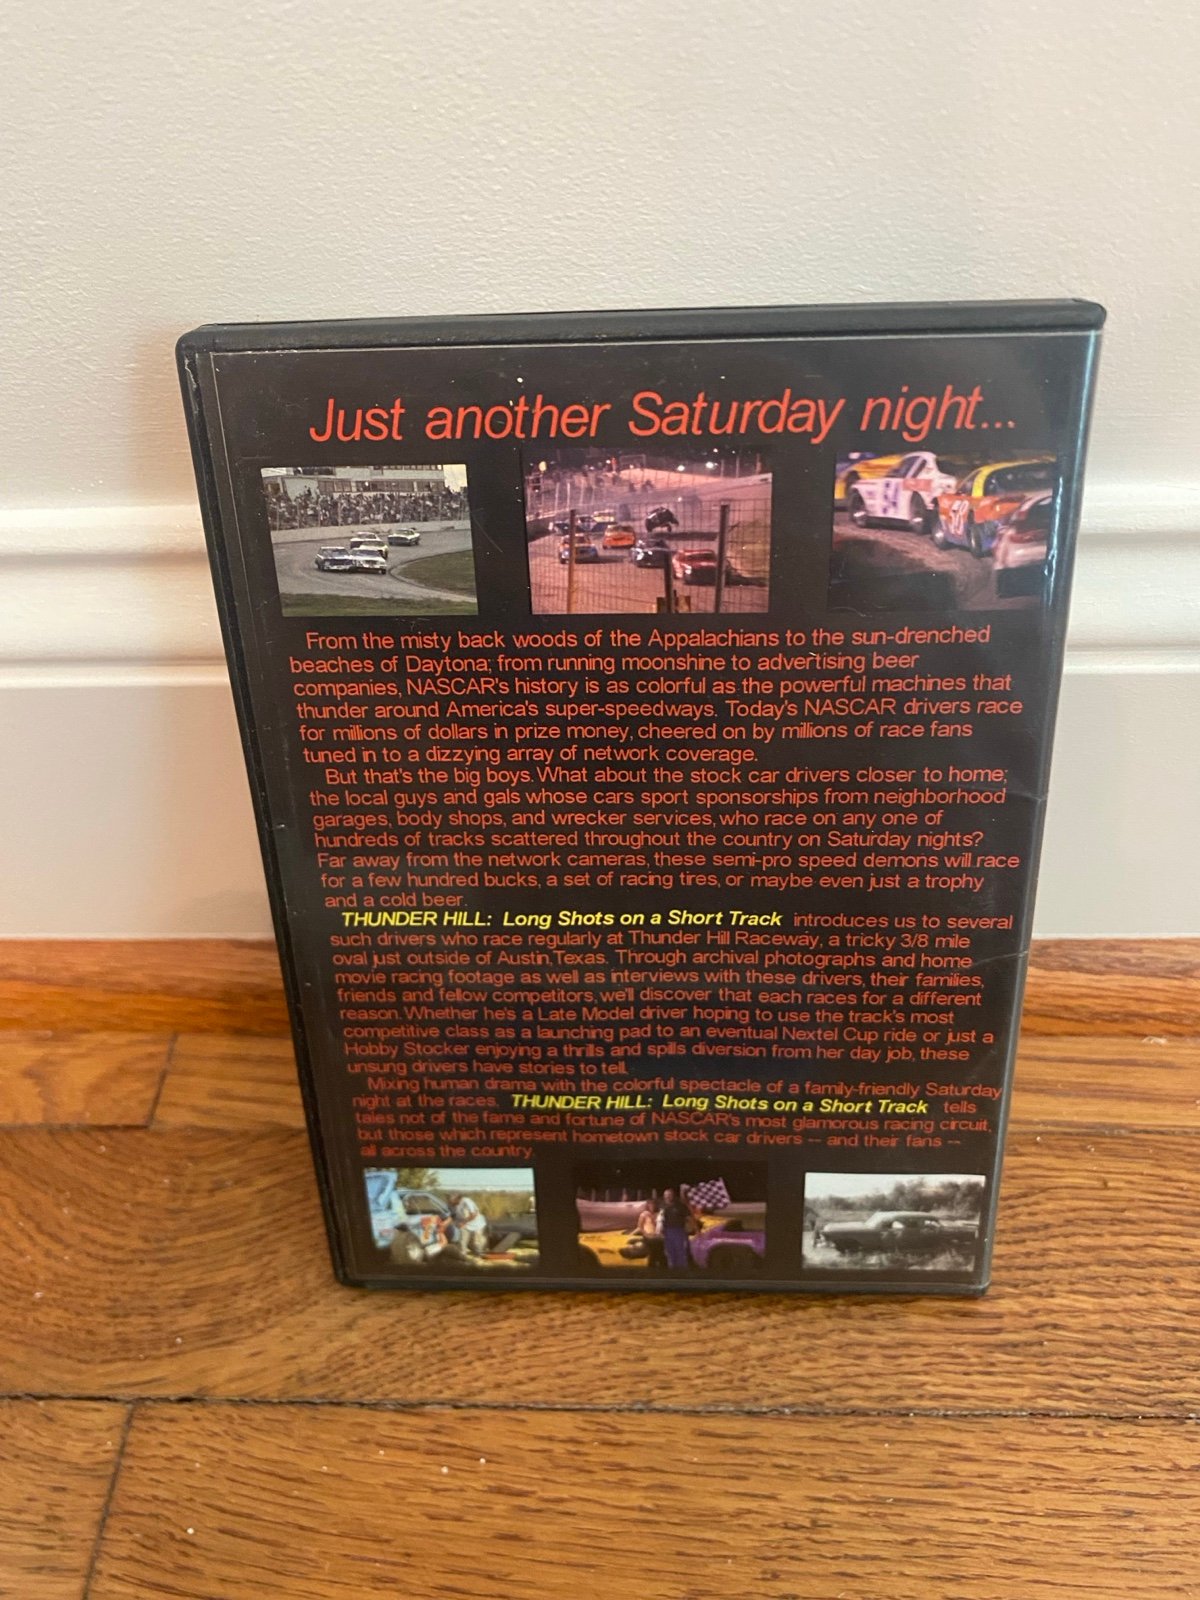 Just another Saturday night...
From the misty back woods of the Appalachians to the sun-drenched
beaches of Daytona; from running moonshine to advertising beer
companies, NASCAR's history is as colorful as the powerful machines that
thunder around America's super-speedways. Today's NASCAR drivers race
for millions of dollars in prize money, cheered on by millions of race fans
tuned in to a dizzying array of network coverage.
But that's the big boys. What about the stock car drivers closer to home;
the local guys and gals whose cars sport sponsorships from neighborhood
garages, body shops, and wrecker services, who race on any one of
hundreds of tracks scattered throughout the country on Saturday nights?
Far away from the network cameras, these semi-pro speed demons will race
for a few hundred bucks, a set of racing tires, or maybe even just a trophy
and a cold beer.
THUNDER HILL: Long Shots on a Short Track introduces us to several
such drivers who race regularly at Thunder Hill Raceway, a tricky 3/8 mile
oval just outside of Austin, Texas. Through archival photographs and home
movie racing footage as well as interviews with these drivers, their families,
friends and fellow competitors, we'll discover that each races for a different
reason. Whether he's a Late Model driver hoping to use the track's most
competitive class as a launching pad to an eventual Nextel Cup ride or just a
Hobby Stocker enjoying a thrills and spills diversion from her day job, these
unsung drivers have stories to tell.
Mixing human drama with the colorful spectacle of a family-friendly Saturday
night at the races. THUNDER HILL: Long Shots on a Short Track tells
tales not of the fame and fortune of NASCAR's most glamorous racing circuit,
but those which represent hometown stock car drivers -- and their fans --
all across the country.